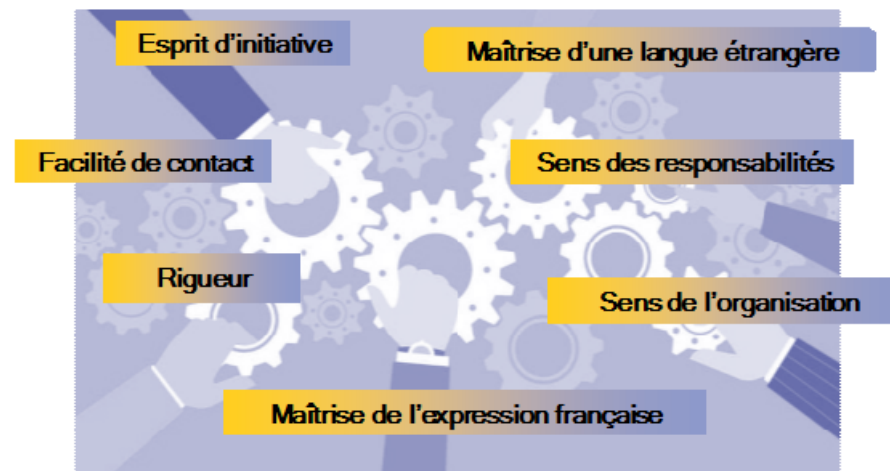 Esprit d'initiative
Maîtrise d'une langue étrangère
Facilité de contact
Sens des responsabilités
Rigueur
Sens de l'organisation
Maîtrise de l'expression française